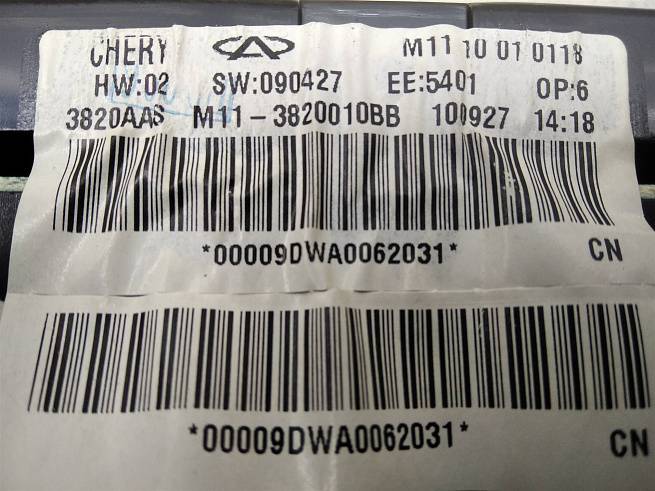 CHERY M11 10 01 0118
HW:02 SW:090427 EE:5401 OP:6
3820AAS M11-3820010BB 100927 14:18
*00009DWA0062031* CN
*00009DWA0062031* CN